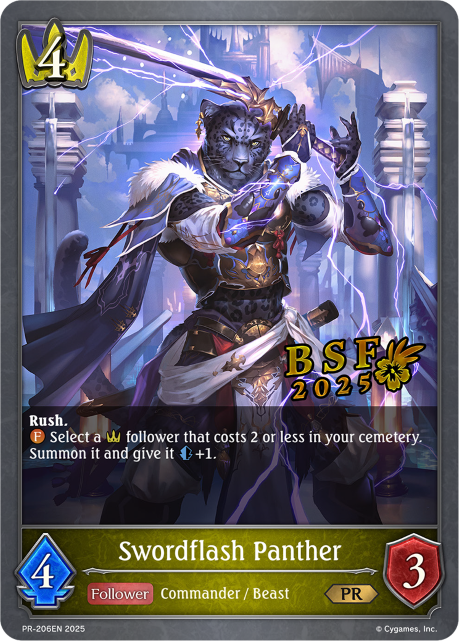 4
BSF
2025
Rush.
F Select a follower that costs 2 or less in your cemetery.
Summon it and give it +1.
Swordflash Panther
4
Follower Commander / Beast
PR
3
PR-206EN 2025
© Cygames, Inc.